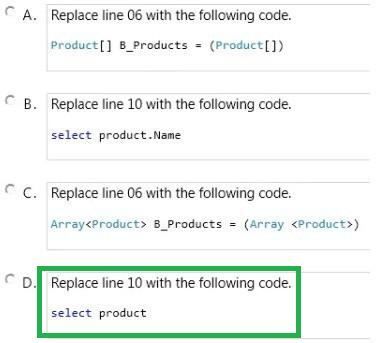 A. Replace line 06 with the following code.
Product[] B_Products = (Product[])
B. Replace line 10 with the following code.
select product.Name
C. Replace line 06 with the following code.
Array<Product> B_Products = (Array <Product>)
D. Replace line 10 with the following code.
select product